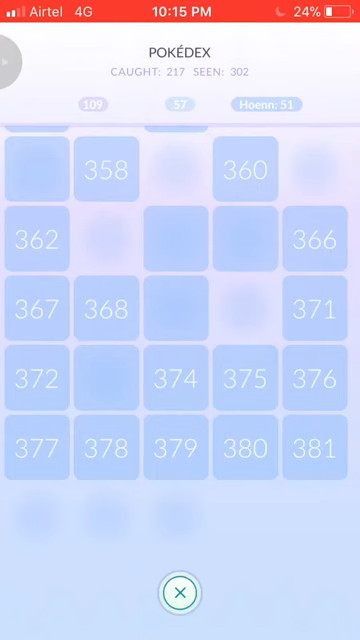 Airtel 4G 10:15 PM 24%
POKÉDEX
CAUGHT: 217 SEEN: 302
109 57 Hoenn: 51
358 360
362 366
367 368 371
372 374 375 376
377 378 379 380 381